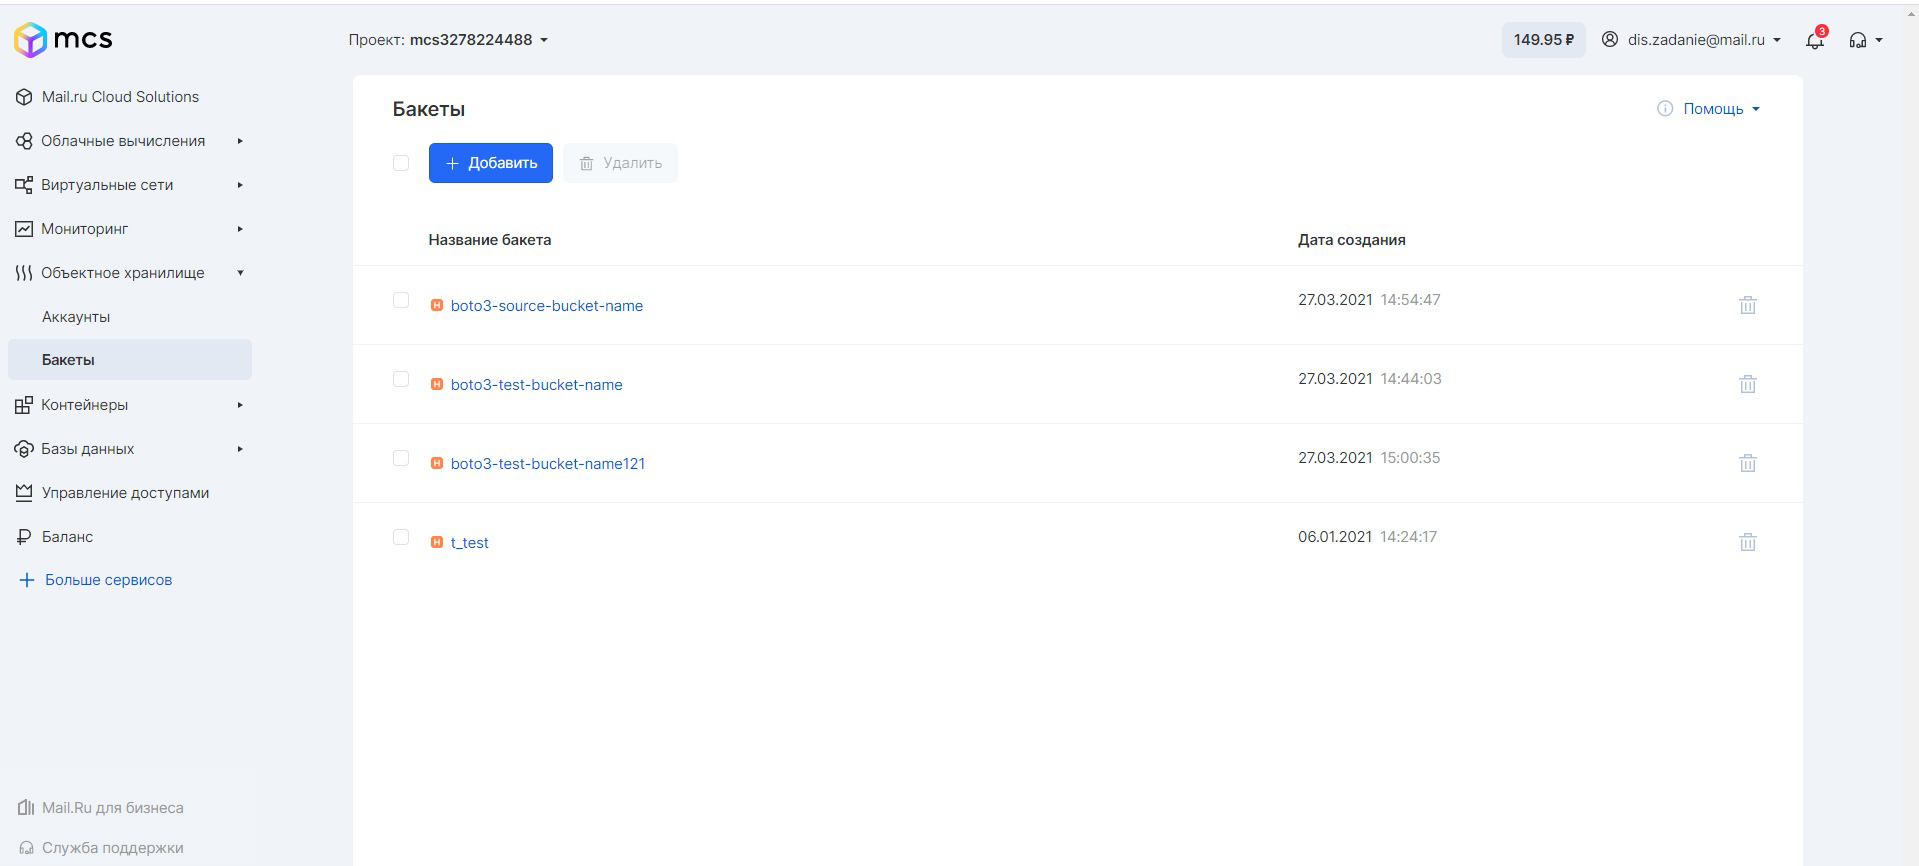 mcs
Проект: mcs3278224488
149.95 ₽
dis.zadanie@mail.ru
3
Mail.ru Cloud Solutions
Облачные вычисления
Виртуальные сети
Мониторинг
Объектное хранилище
Аккаунты
Бакеты
Контейнеры
Базы данных
Управление доступами
Баланс
Больше сервисов
Mail.Ru для бизнеса
Служба поддержки
Бакеты
Помощь
Добавить
Удалить
Название бакета Дата создания
H boto3-source-bucket-name 27.03.2021 14:54:47
H boto3-test-bucket-name 27.03.2021 14:44:03
H boto3-test-bucket-name121 27.03.2021 15:00:35
H t_test 06.01.2021 14:24:17